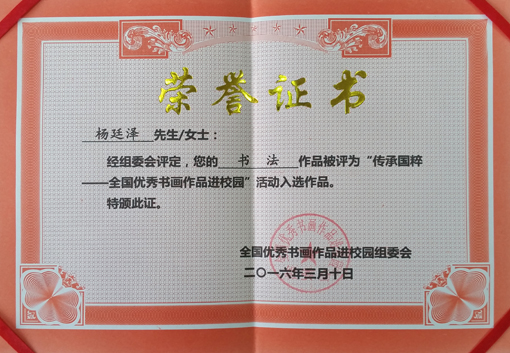 荣誉证书
杨廷泽 先生/女士：
经组委会评定，您的 书 法 作品被评为“传承国粹
——全国优秀书画作品进校园”活动入选作品。
特颁此证。
全国优秀书画作品进校园组委会
二〇一六年三月十日